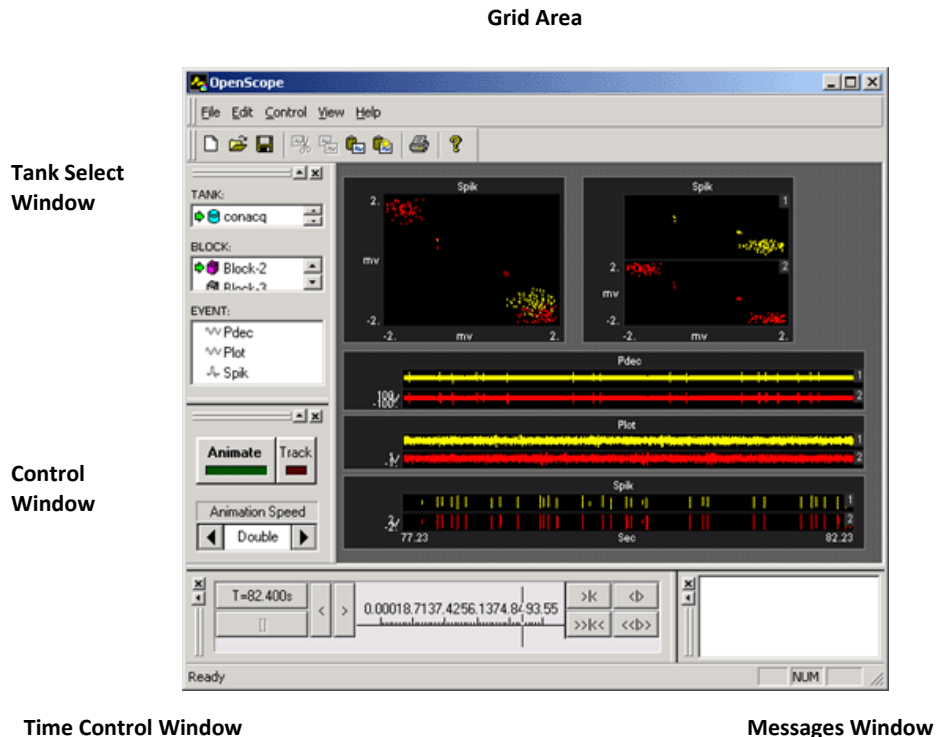 Grid Area
OpenScope
File Edit Control View Help
Tank Select
Window
TANK:
conacq
BLOCK:
Block-2
Block-3
EVENT:
Pdec
Plot
Spik
Control
Window
Animate Track
Animation Speed
Double
Spik
2.
mv
-2.
-2. mv 2.
Spik
1
2. 2
mv
-2.
-2. mv 2.
Pdec
1
2
Plot
1
2
Spik
1
2
77.23 Sec 82.23
T=82.400s
< >
0.00018.7137.4256.1374.8493.55
>k <b>
>>k< <<b>>
Ready
NUM
Time Control Window
Messages Window